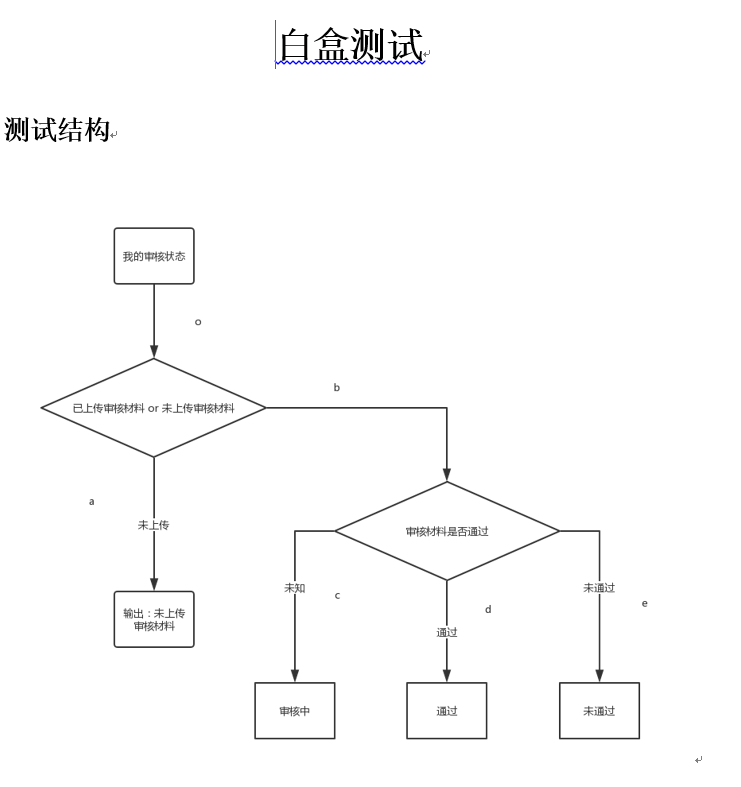 白盒测试
测试结构
我的审核状态
o
b
已上传审核材料 or 未上传审核材料
a
未上传
审核材料是否通过
未知
c
d
未通过
e
通过
输出：未上传
审核材料
审核中
通过
未通过